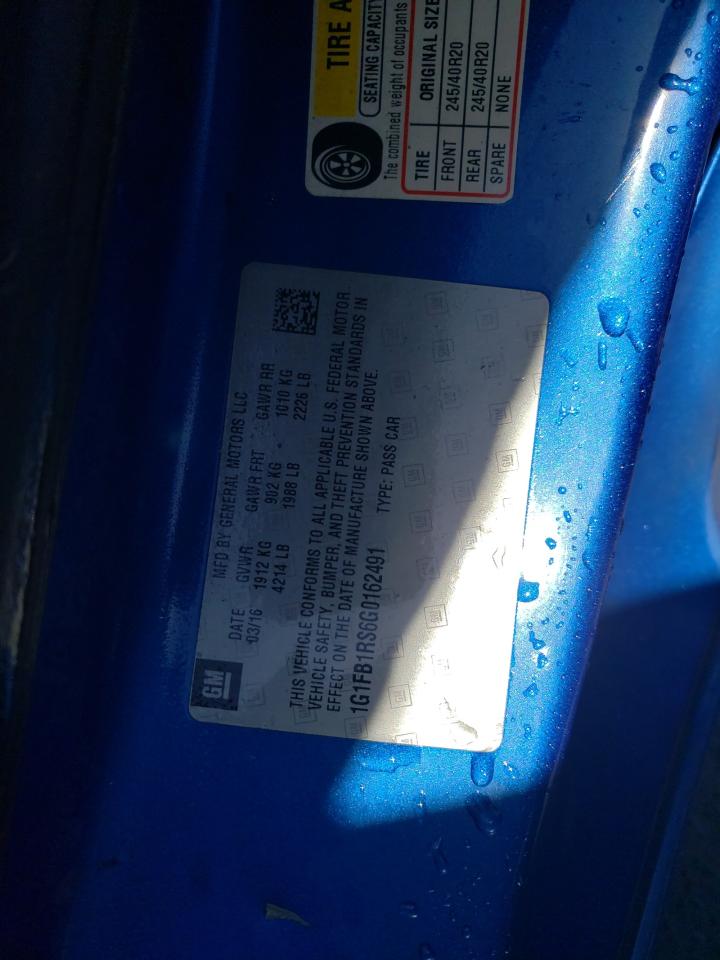 TIRE A
SEATING CAPACITY
The combined weight of occupants
TIRE ORIGINAL SIZE
FRONT 245/40R20
REAR 245/40R20
SPARE NONE
GM
MFD BY GENERAL MOTORS LLC
DATE GVWR GAWR FRT GAWR RR
03/16 1912 KG 902 KG 1010 KG
4214 LB 1988 LB 2226 LB
THIS VEHICLE CONFORMS TO ALL APPLICABLE U.S. FEDERAL MOTOR
VEHICLE SAFETY, BUMPER, AND THEFT PREVENTION STANDARDS IN
EFFECT ON THE DATE OF MANUFACTURE SHOWN ABOVE.
1G1FB1RS6G0162491 TYPE: PASS CAR